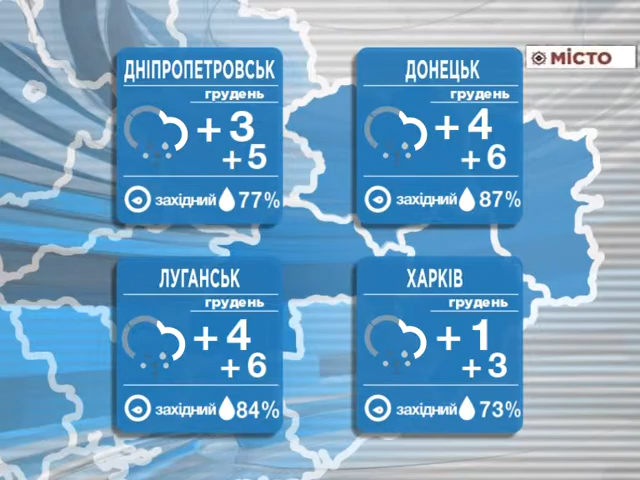 МІСТО
ДНІПРОПЕТРОВСЬК
грудень
+3
+5
західний 77%
ДОНЕЦЬК
грудень
+4
+6
західний 87%
ЛУГАНСЬК
грудень
+4
+6
західний 84%
ХАРКІВ
грудень
+1
+3
західний 73%